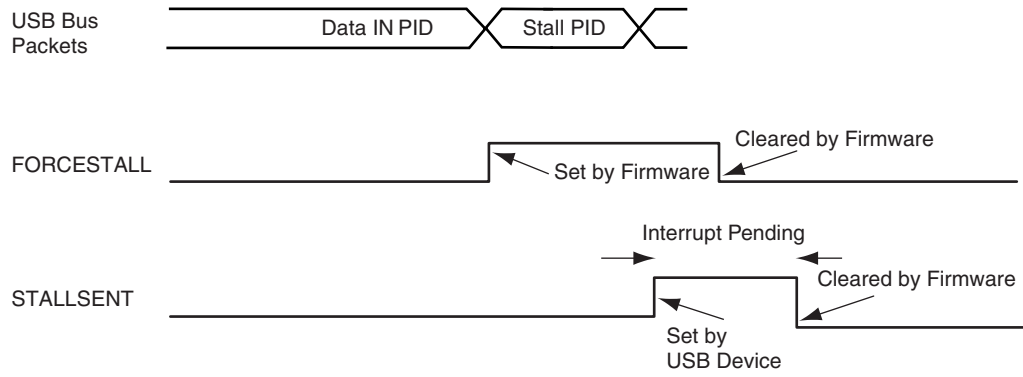 USB Bus
Packets
Data IN PID
Stall PID
FORCESTALL
Set by Firmware
Cleared by Firmware
Interrupt Pending
STALLSENT
Set by
USB Device
Cleared by Firmware